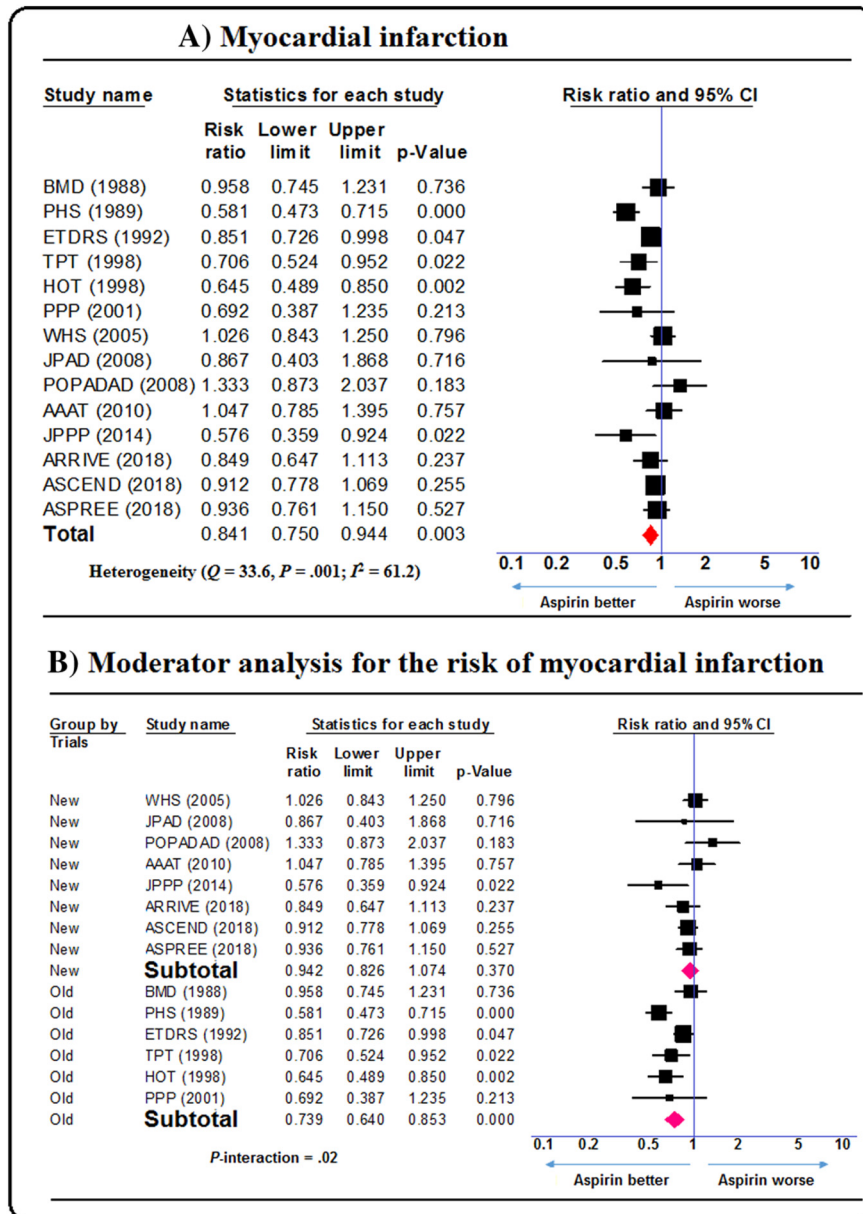 A) Myocardial infarction
Study name Statistics for each study Risk ratio and 95% CI
Risk ratio Lower limit Upper limit p-Value
BMD (1988) 0.958 0.745 1.231 0.736
PHS (1989) 0.581 0.473 0.715 0.000
ETDRS (1992) 0.851 0.726 0.998 0.047
TPT (1998) 0.706 0.524 0.952 0.022
HOT (1998) 0.645 0.489 0.850 0.002
PPP (2001) 0.692 0.387 1.235 0.213
WHS (2005) 1.026 0.843 1.250 0.796
JPAD (2008) 0.867 0.403 1.868 0.716
POPADAD (2008) 1.333 0.873 2.037 0.183
AAAT (2010) 1.047 0.785 1.395 0.757
JPPP (2014) 0.576 0.359 0.924 0.022
ARRIVE (2018) 0.849 0.647 1.113 0.237
ASCEND (2018) 0.912 0.778 1.069 0.255
ASPREE (2018) 0.936 0.761 1.150 0.527
Total 0.841 0.750 0.944 0.003
0.1 0.2 0.5 1 2 5 10
Heterogeneity (Q = 33.6, P = .001; I² = 61.2)
Aspirin better Aspirin worse
B) Moderator analysis for the risk of myocardial infarction
Group by Trials Study name Statistics for each study Risk ratio and 95% CI
Risk ratio Lower limit Upper limit p-Value
New WHS (2005) 1.026 0.843 1.250 0.796
New JPAD (2008) 0.867 0.403 1.868 0.716
New POPADAD (2008) 1.333 0.873 2.037 0.183
New AAAT (2010) 1.047 0.785 1.395 0.757
New JPPP (2014) 0.576 0.359 0.924 0.022
New ARRIVE (2018) 0.849 0.647 1.113 0.237
New ASCEND (2018) 0.912 0.778 1.069 0.255
New ASPREE (2018) 0.936 0.761 1.150 0.527
New Subtotal 0.942 0.826 1.074 0.370
Old BMD (1988) 0.958 0.745 1.231 0.736
Old PHS (1989) 0.581 0.473 0.715 0.000
Old ETDRS (1992) 0.851 0.726 0.998 0.047
Old TPT (1998) 0.706 0.524 0.952 0.022
Old HOT (1998) 0.645 0.489 0.850 0.002
Old PPP (2001) 0.692 0.387 1.235 0.213
Old Subtotal 0.739 0.640 0.853 0.000
0.1 0.2 0.5 1 2 5 10
P-interaction = .02
Aspirin better Aspirin worse